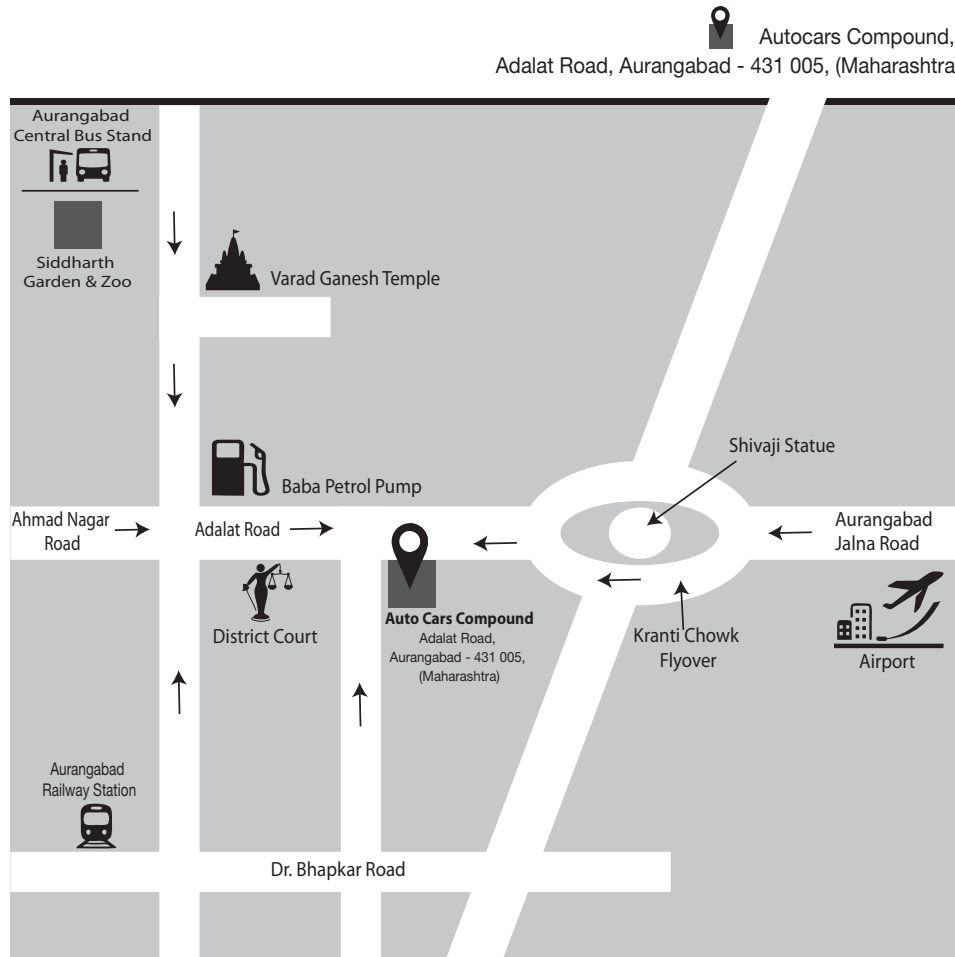 Autocars Compound,
Adalat Road, Aurangabad - 431 005, (Maharashtra
Aurangabad
Central Bus Stand
Siddharth
Garden & Zoo
Varad Ganesh Temple
Shivaji Statue
Baba Petrol Pump
Ahmad Nagar
Road
Adalat Road
Aurangabad
Jalna Road
District Court
Auto Cars Compound
Adalat Road,
Aurangabad - 431 005,
(Maharashtra)
Kranti Chowk
Flyover
Airport
Aurangabad
Railway Station
Dr. Bhapkar Road